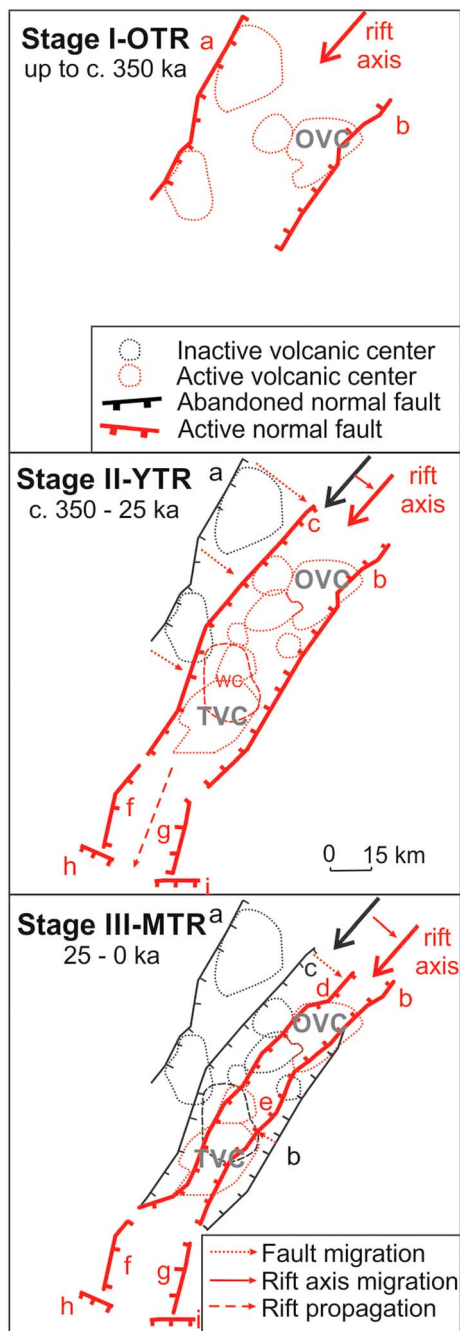 Stage I-OTR
up to c. 350 ka
a
rift
axis
OVC
b
Inactive volcanic center
Active volcanic center
Abandoned normal fault
Active normal fault
Stage II-YTR
c. 350 - 25 ka
a
rift
axis
c
OVC
b
WC
TVC
f
g
h
i
0 15 km
Stage III-MTR
25 - 0 ka
a
rift
axis
c
d
b
OVC
e
TVC
b
f
g
h
i
Fault migration
Rift axis migration
Rift propagation